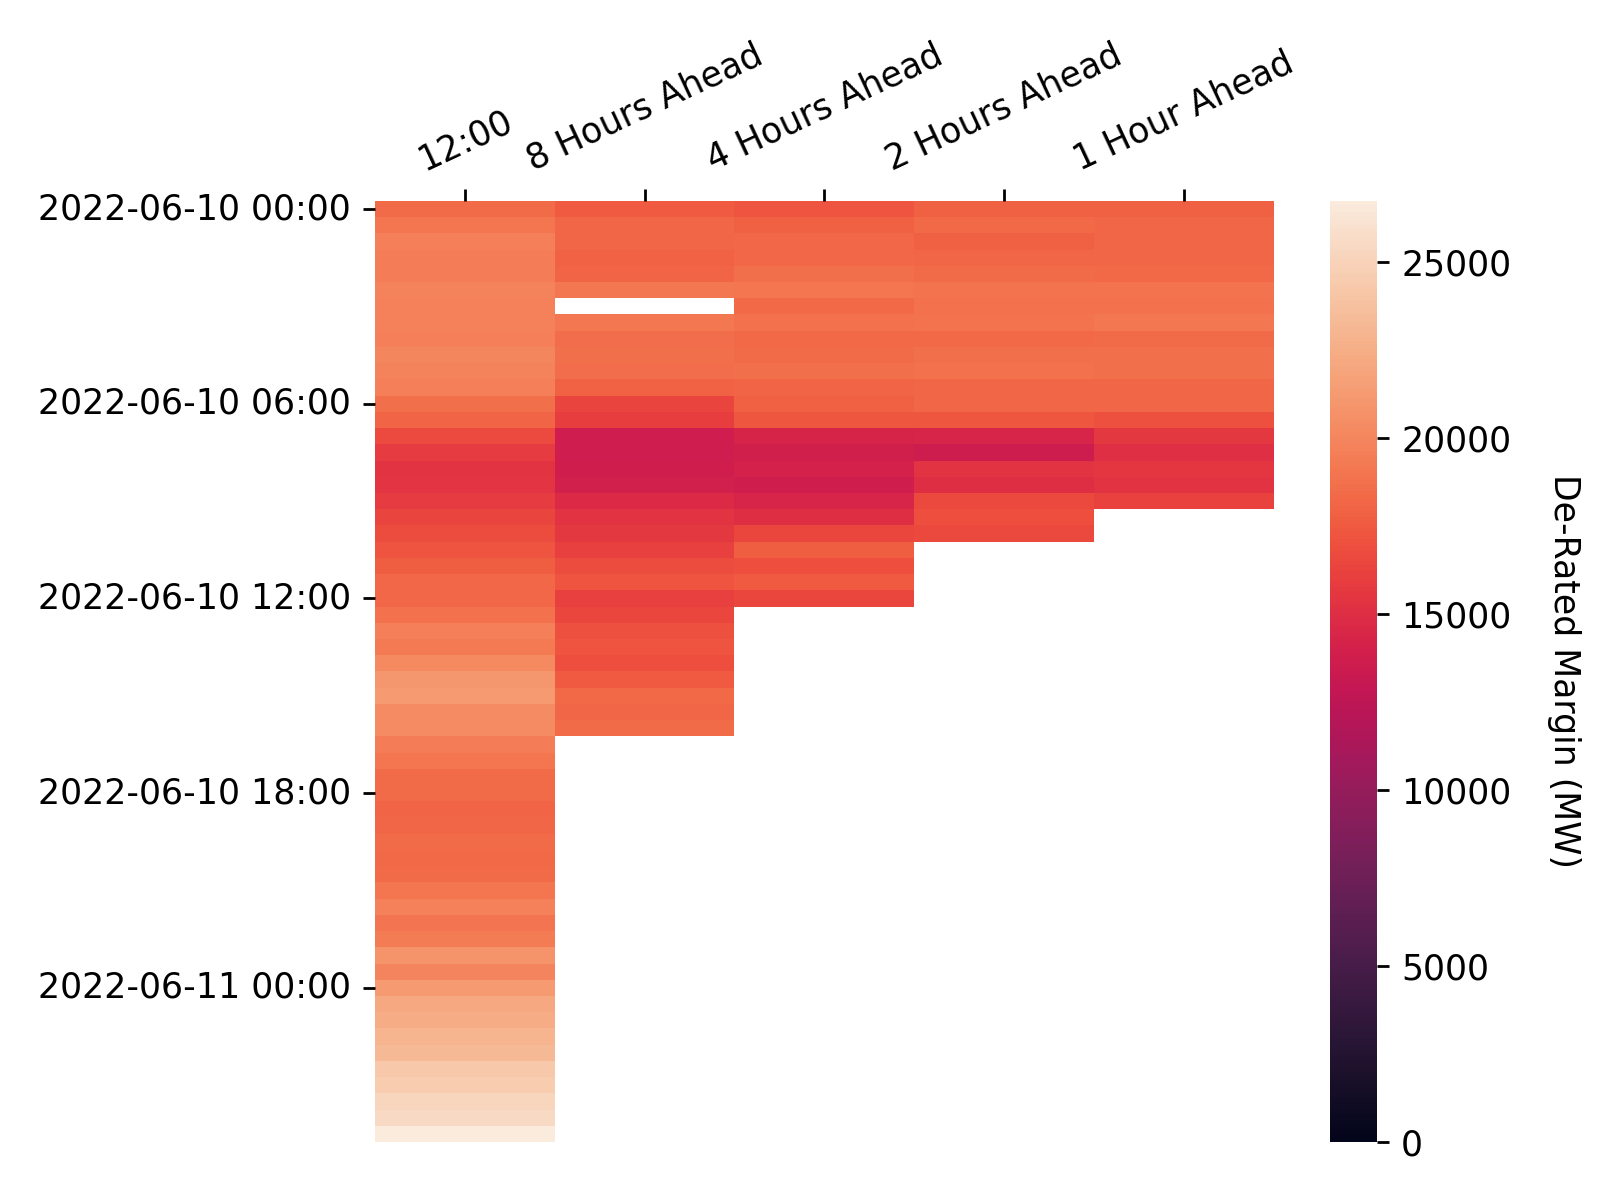 12:00
8 Hours Ahead
4 Hours Ahead
2 Hours Ahead
1 Hour Ahead
2022-06-10 00:00
2022-06-10 06:00
2022-06-10 12:00
2022-06-10 18:00
2022-06-11 00:00
25000
20000
15000
10000
5000
0
De-Rated Margin (MW)